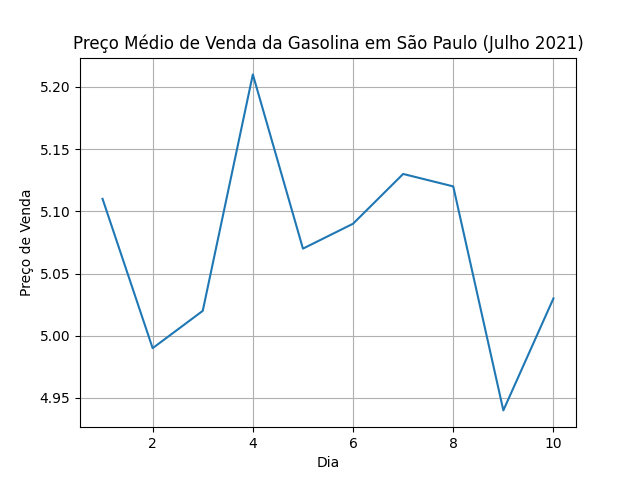 Preço Médio de Venda da Gasolina em São Paulo (Julho 2021)
Preço de Venda
5.20
5.15
5.10
5.05
5.00
4.95
2 4 6 8 10
Dia